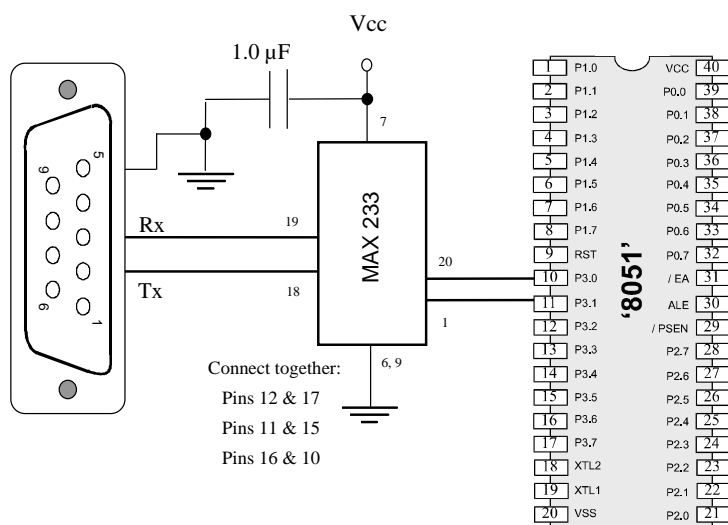 Vcc
1.0 µF
7
5
9
6
1
Rx
19
Tx
18
MAX 233
20
1
6, 9
Connect together:
Pins 12 & 17
Pins 11 & 15
Pins 16 & 10
'8051'
1 P1.0 VCC 40
2 P1.1 P0.0 39
3 P1.2 P0.1 38
4 P1.3 P0.2 37
5 P1.4 P0.3 36
6 P1.5 P0.4 35
7 P1.6 P0.5 34
8 P1.7 P0.6 33
9 RST P0.7 32
10 P3.0 / EA 31
11 P3.1 ALE 30
12 P3.2 / PSEN 29
13 P3.3 P2.7 28
14 P3.4 P2.6 27
15 P3.5 P2.5 26
16 P3.6 P2.4 25
17 P3.7 P2.3 24
18 XTL2 P2.2 23
19 XTL1 P2.1 22
20 VSS P2.0 21